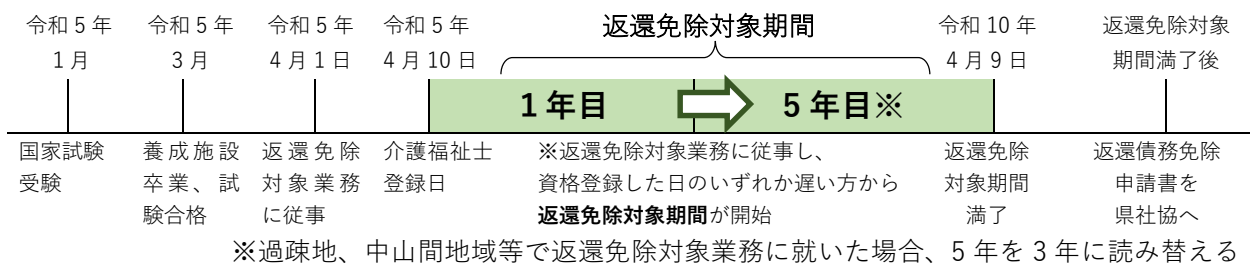 令和5年 令和5年 令和5年 令和5年 返還免除対象期間 令和10年 返還免除対象
1月 3月 4月1日 4月10日 4月9日 期間満了後
1年目 5年目※
国家試験 養成施設 返還免除 介護福祉士 ※返還免除対象業務に従事し、 返還免除 返還債務免除
受験 卒業、試 対象業務 登録日 資格登録した日のいずれか遅い方から 対象期間 申請書を
験合格 に従事 返還免除対象期間が開始 満了 県社協へ
※過疎地、中山間地域等で返還免除対象業務に就いた場合、5年を3年に読み替える